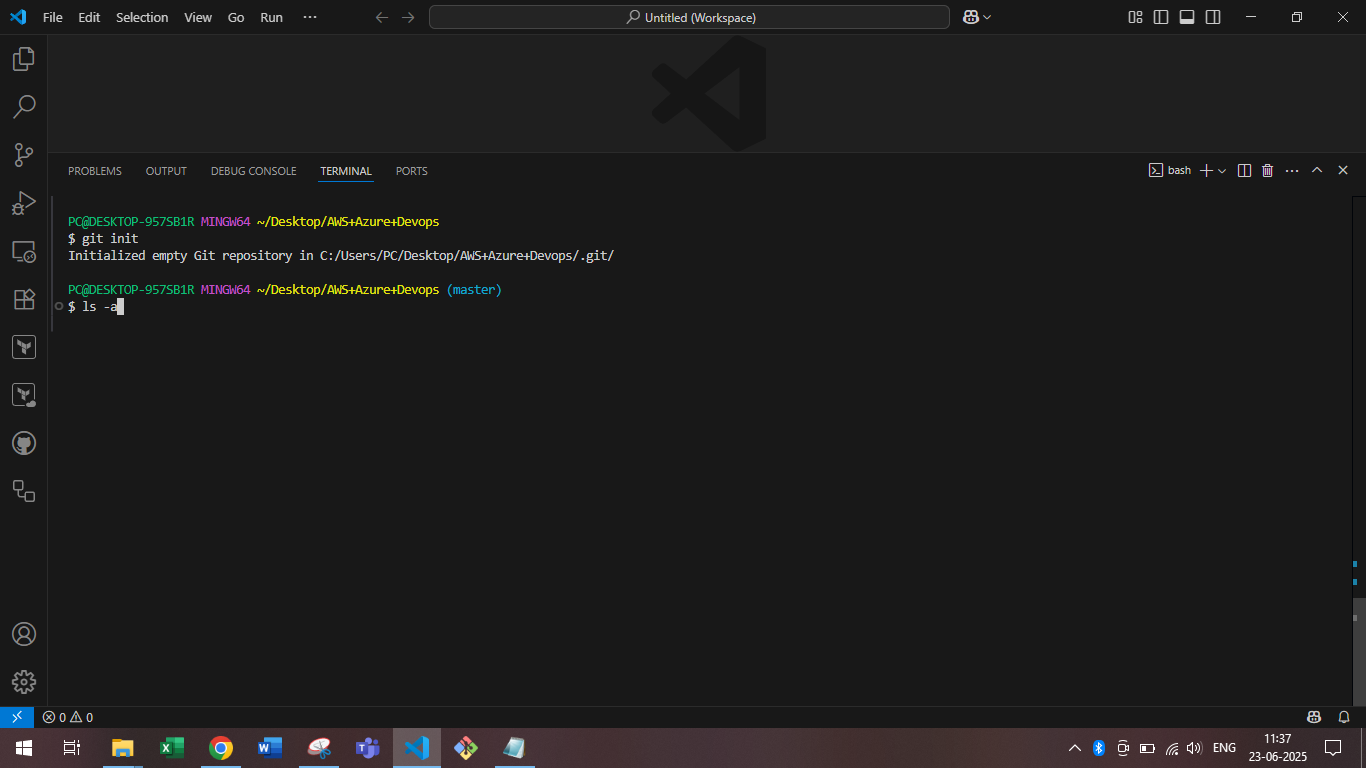 File Edit Selection View Go Run ···
Untitled (Workspace)
PROBLEMS OUTPUT DEBUG CONSOLE TERMINAL PORTS
bash
PC@DESKTOP-957SB1R MINGW64 ~/Desktop/AWS+Azure+Devops
$ git init
Initialized empty Git repository in C:/Users/PC/Desktop/AWS+Azure+Devops/.git/
PC@DESKTOP-957SB1R MINGW64 ~/Desktop/AWS+Azure+Devops (master)
$ ls -a
0 0
ENG
11:37
23-06-2025